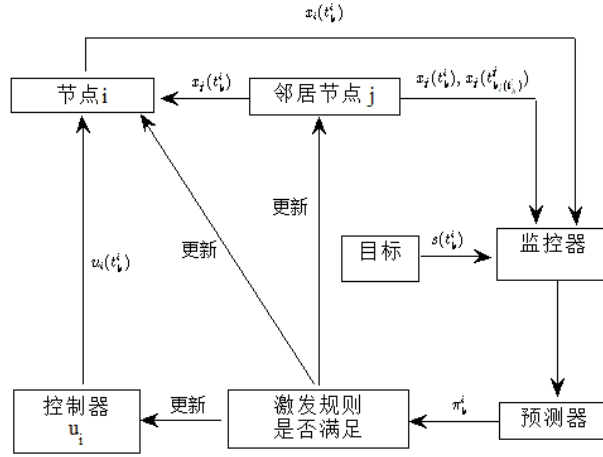 x_i(t_k^i)
节点i
x_j(t_k^i)
邻居节点 j
x_j(t_k^i), x_j(t_{k_j(t_k^i)}^j)
更新
更新
u_i(t_k^i)
目标
s(t_k^i)
监控器
控制器
u_i
更新
激发规则
是否满足
π_k^i
预测器